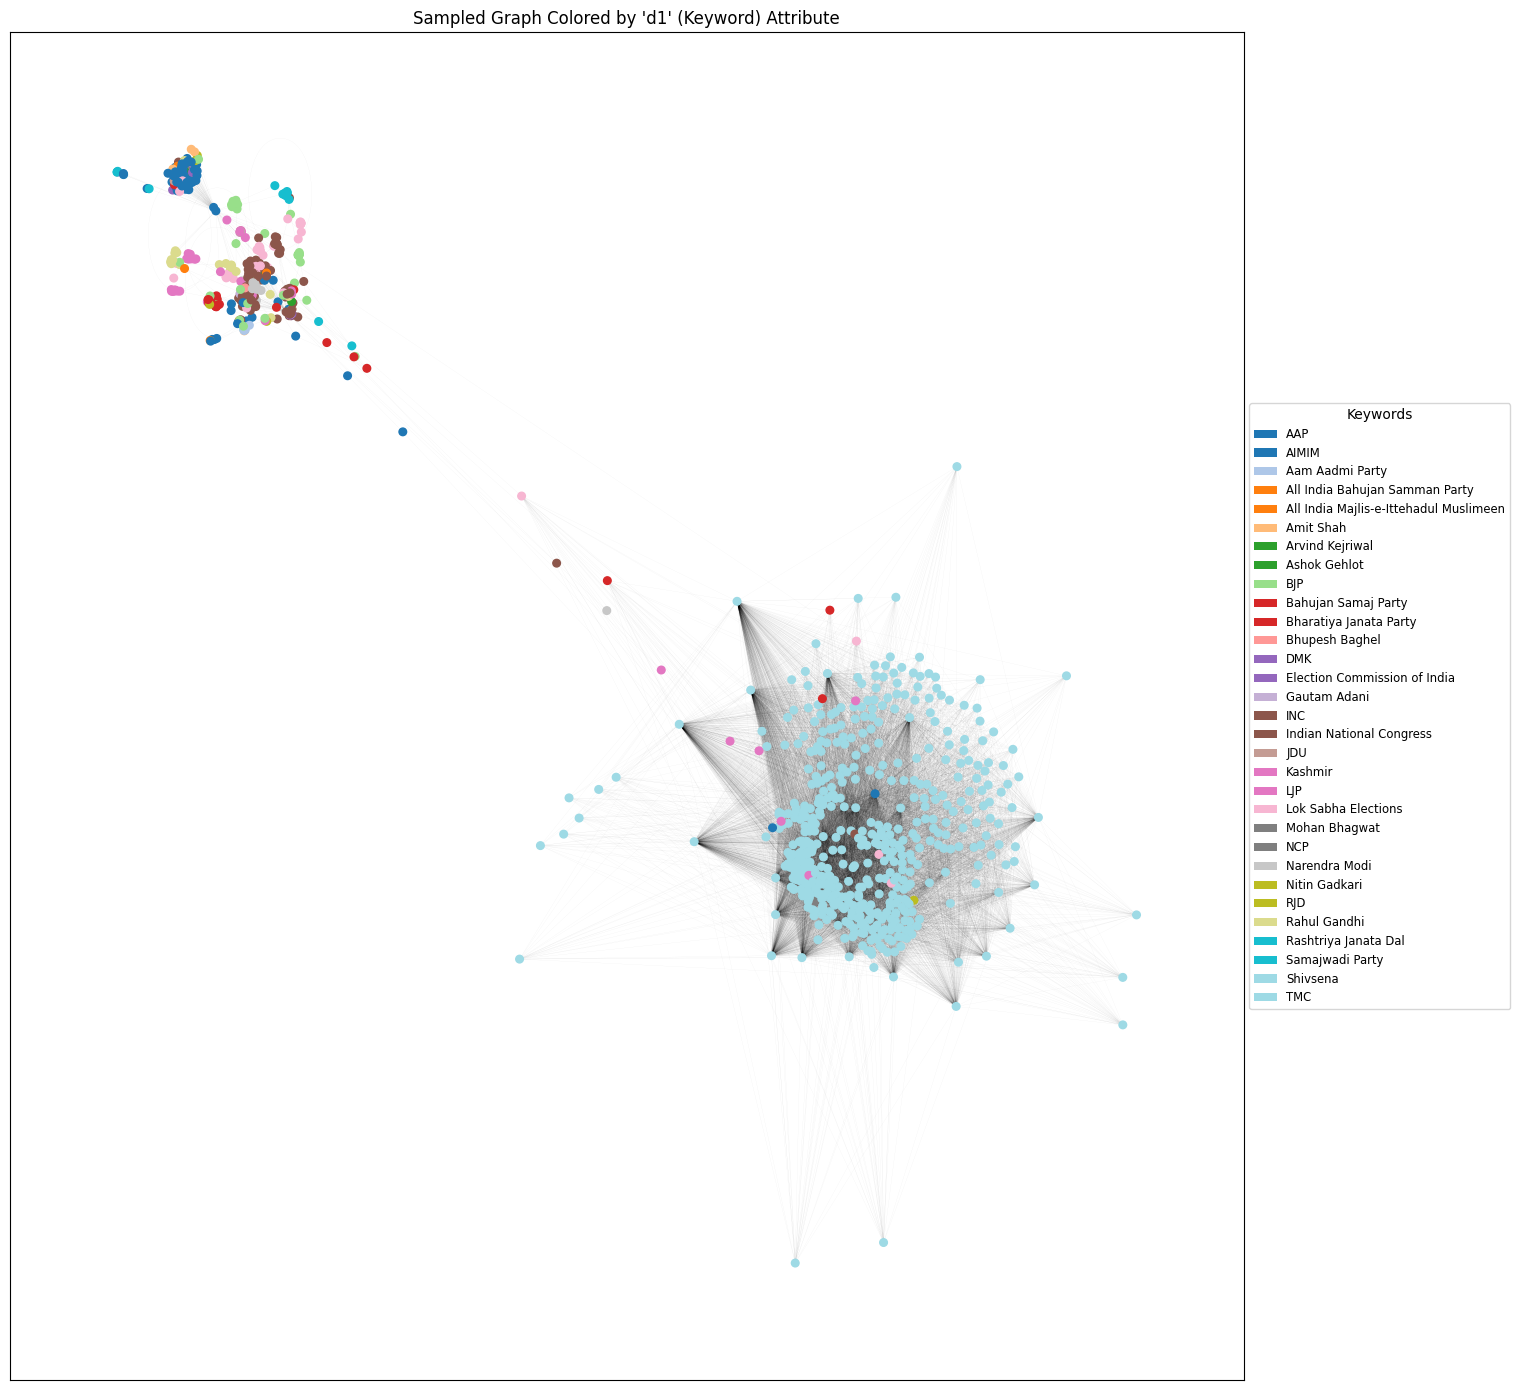 Sampled Graph Colored by 'd1' (Keyword) Attribute
Keywords
AAP
AIMIM
Aam Aadmi Party
All India Bahujan Samman Party
All India Majlis-e-Ittehadul Muslimeen
Amit Shah
Arvind Kejriwal
Ashok Gehlot
BJP
Bahujan Samaj Party
Bharatiya Janata Party
Bhupesh Baghel
DMK
Election Commission of India
Gautam Adani
INC
Indian National Congress
JDU
Kashmir
LJP
Lok Sabha Elections
Mohan Bhagwat
NCP
Narendra Modi
Nitin Gadkari
RJD
Rahul Gandhi
Rashtriya Janata Dal
Samajwadi Party
Shivsena
TMC